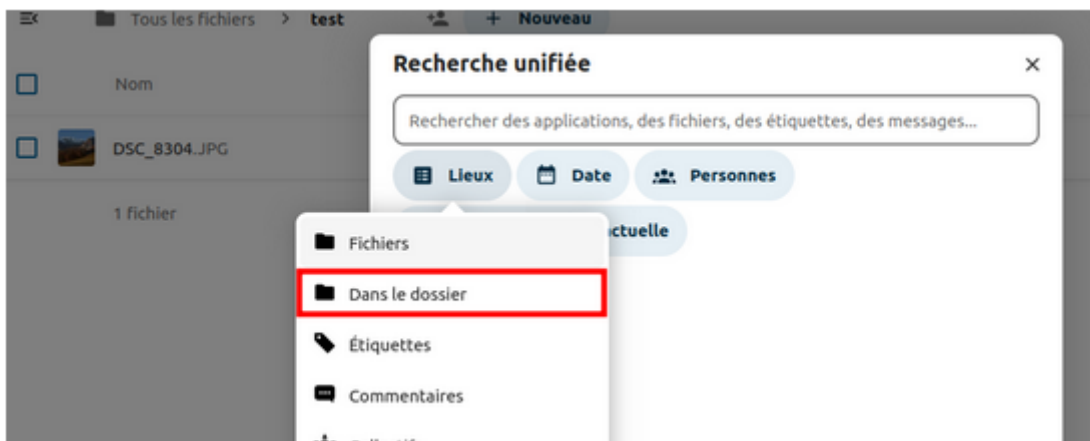 Tous les fichiers > test + Nouveau
Recherche unifiée
Nom
Rechercher des applications, des fichiers, des étiquettes, des messages...
DSC_8304.JPG
Lieux Date Personnes
1 fichier
ctuelle
Fichiers
Dans le dossier
Étiquettes
Commentaires